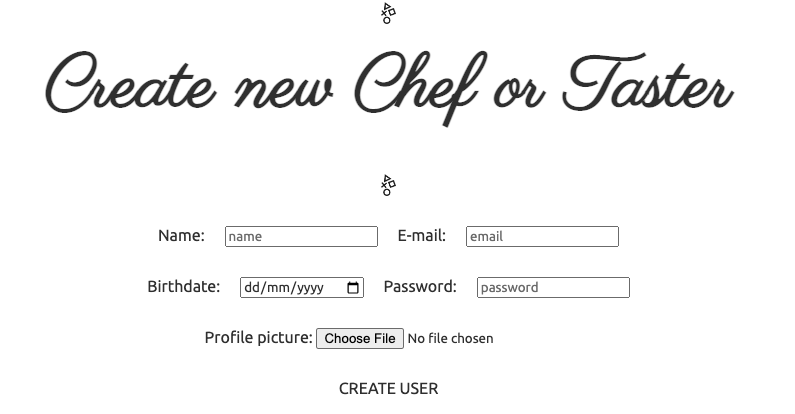 Create new Chef or Taster
Name: name E-mail: email
Birthdate: dd/mm/yyyy Password: password
Profile picture: Choose File No file chosen
CREATE USER